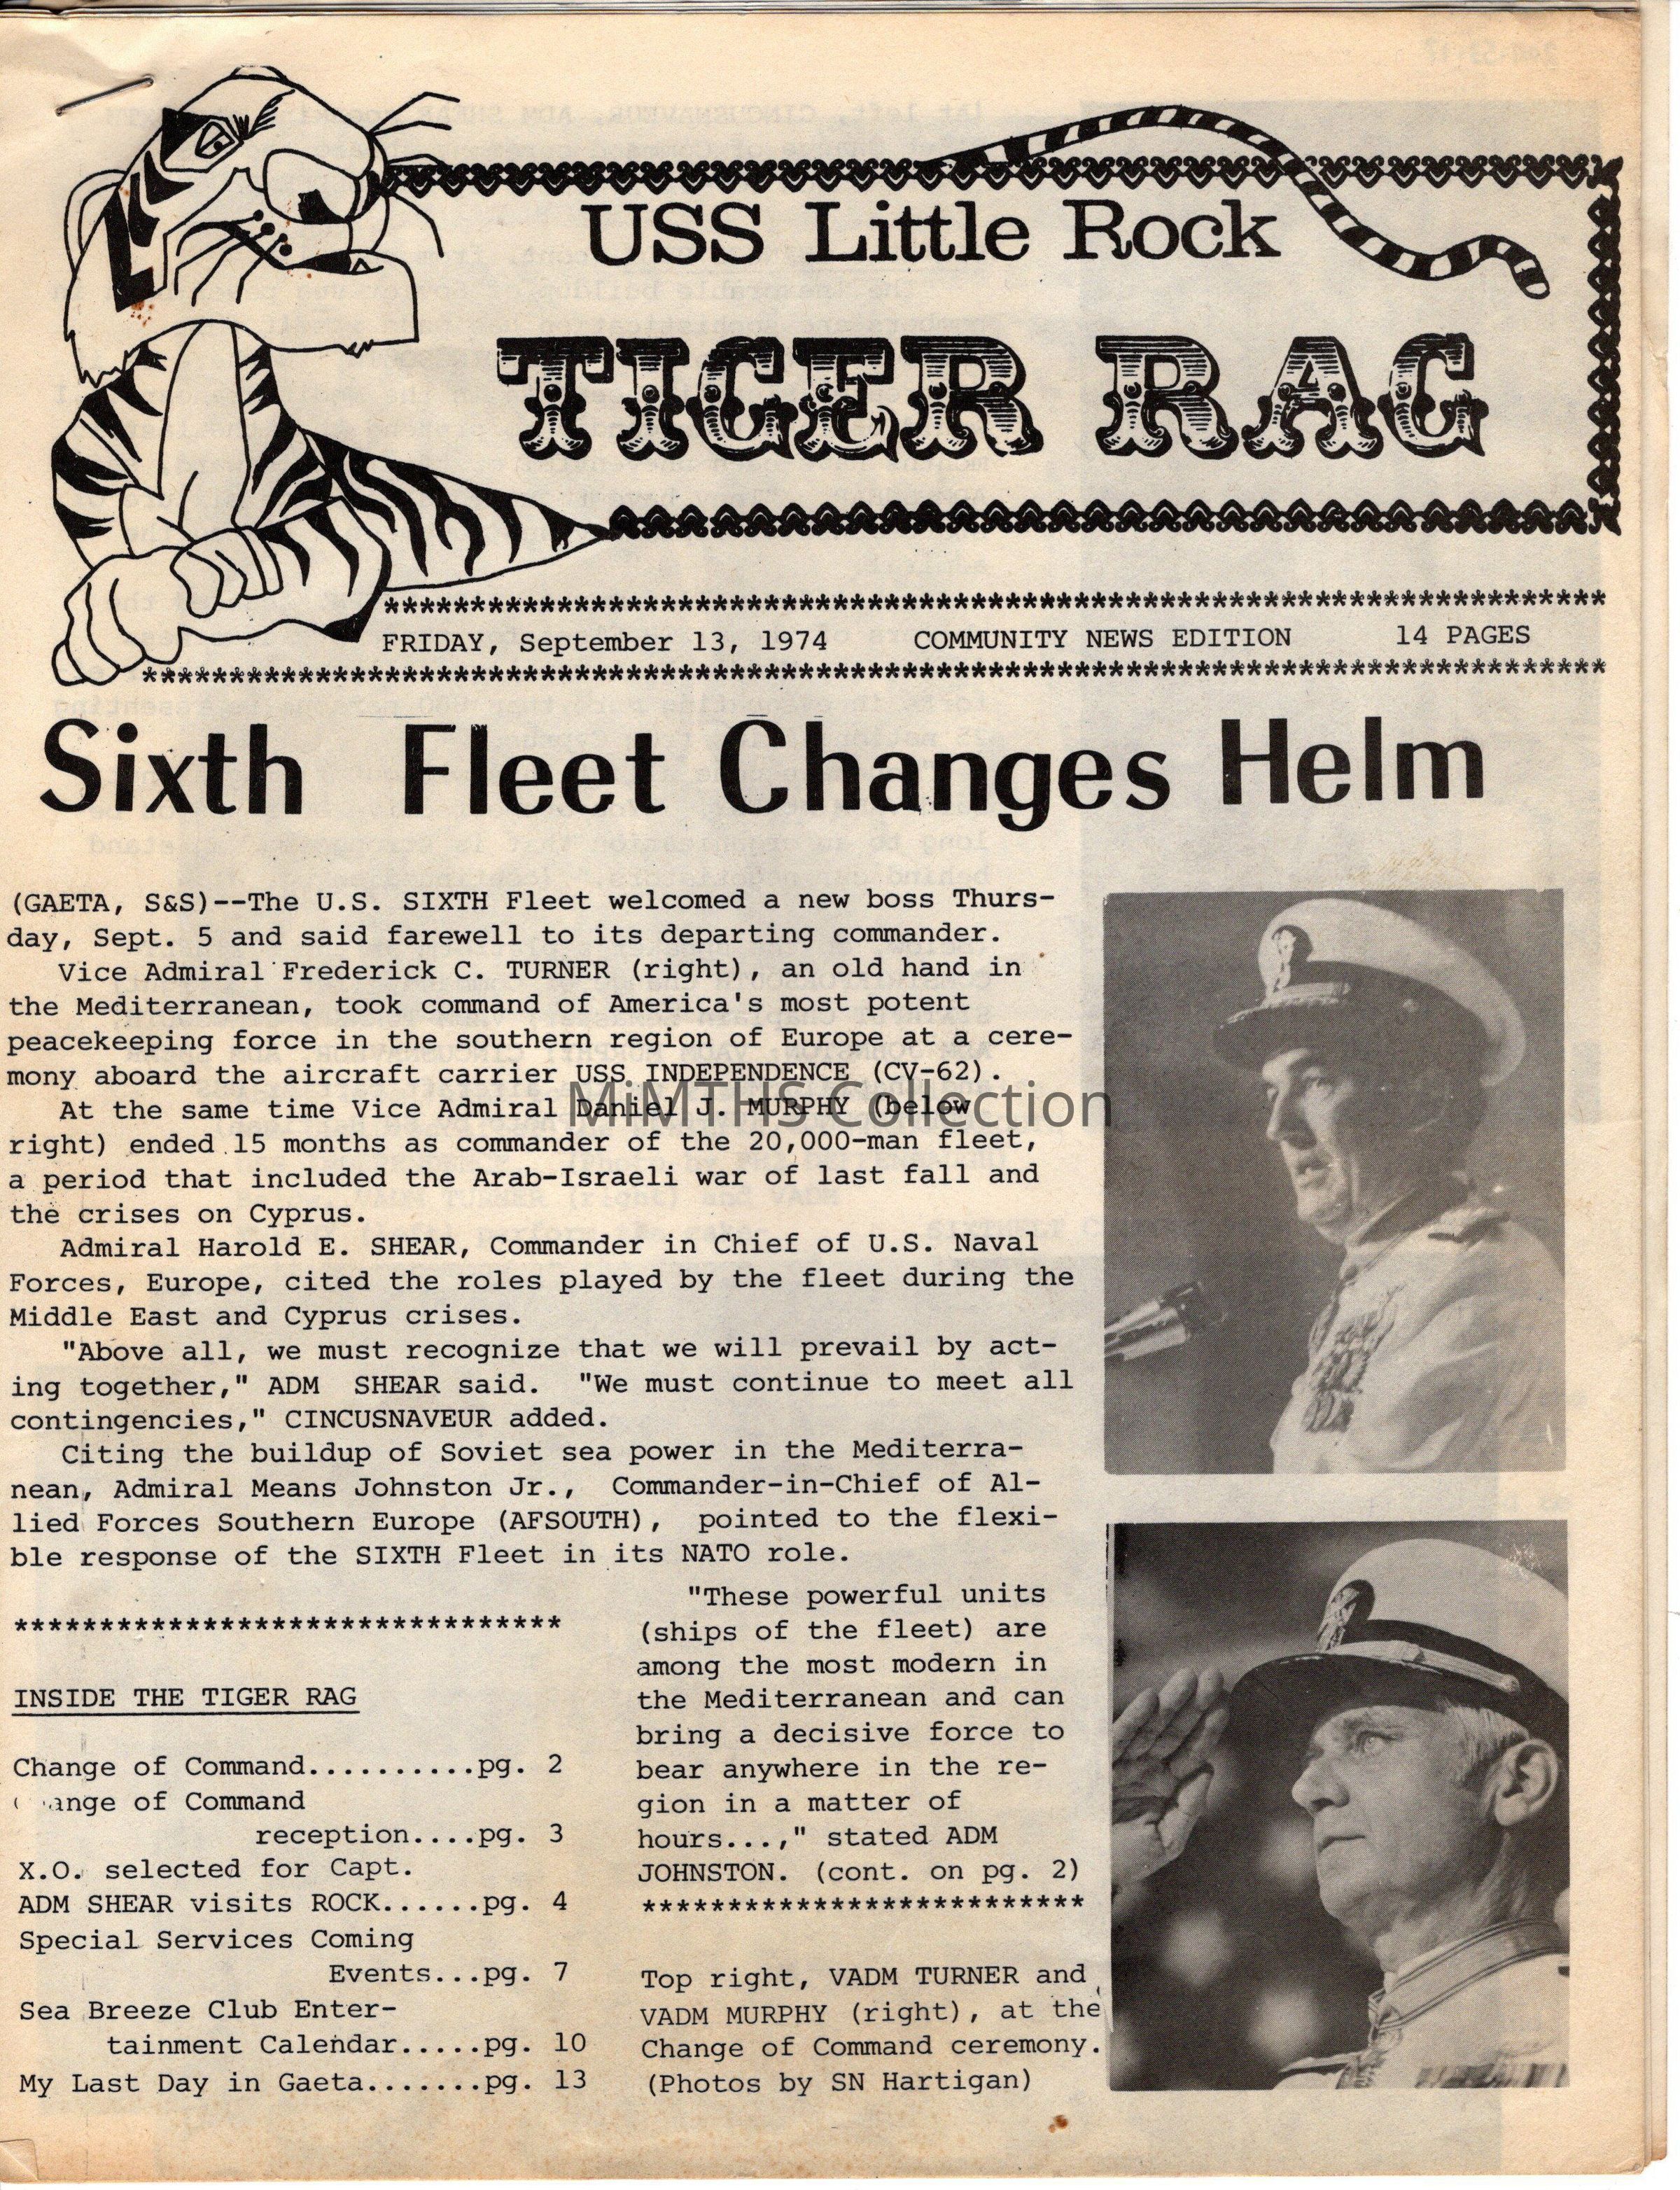 USS Little Rock
TIGER RAG
************************************************************************
FRIDAY, September 13, 1974 COMMUNITY NEWS EDITION 14 PAGES
**************************************************************************************
Sixth Fleet Changes Helm
(GAETA, S&S)--The U.S. SIXTH Fleet welcomed a new boss Thurs-
day, Sept. 5 and said farewell to its departing commander.
Vice Admiral Frederick C. TURNER (right), an old hand in
the Mediterranean, took command of America's most potent
peacekeeping force in the southern region of Europe at a cere-
mony aboard the aircraft carrier USS INDEPENDENCE (CV-62).
At the same time Vice Admiral Daniel J. MURPHY (below
right) ended 15 months as commander of the 20,000-man fleet,
a period that included the Arab-Israeli war of last fall and
the crises on Cyprus.
Admiral Harold E. SHEAR, Commander in Chief of U.S. Naval
Forces, Europe, cited the roles played by the fleet during the
Middle East and Cyprus crises.
"Above all, we must recognize that we will prevail by act-
ing together," ADM SHEAR said. "We must continue to meet all
contingencies," CINCUSNAVEUR added.
Citing the buildup of Soviet sea power in the Mediterra-
nean, Admiral Means Johnston Jr., Commander-in-Chief of Al-
lied Forces Southern Europe (AFSOUTH), pointed to the flexi-
ble response of the SIXTH Fleet in its NATO role.
"These powerful units
(ships of the fleet) are
among the most modern in
the Mediterranean and can
bring a decisive force to
bear anywhere in the re-
gion in a matter of
hours...," stated ADM
JOHNSTON. (cont. on pg. 2)
**************************
Top right, VADM TURNER and
VADM MURPHY (right), at the
Change of Command ceremony.
(Photos by SN Hartigan)
********************************
INSIDE THE TIGER RAG
Change of Command..........pg. 2
ange of Command
reception....pg. 3
X.O. selected for Capt.
ADM SHEAR visits ROCK......pg. 4
Special Services Coming
Events...pg. 7
Sea Breeze Club Enter-
tainment Calendar.....pg. 10
My Last Day in Gaeta.......pg. 13
MiMTHS Collection